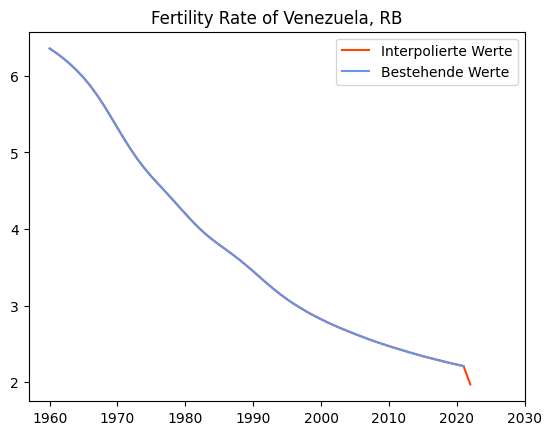 Fertility Rate of Venezuela, RB
Interpolierte Werte
Bestehende Werte
6
5
4
3
2
1960 1970 1980 1990 2000 2010 2020 2030